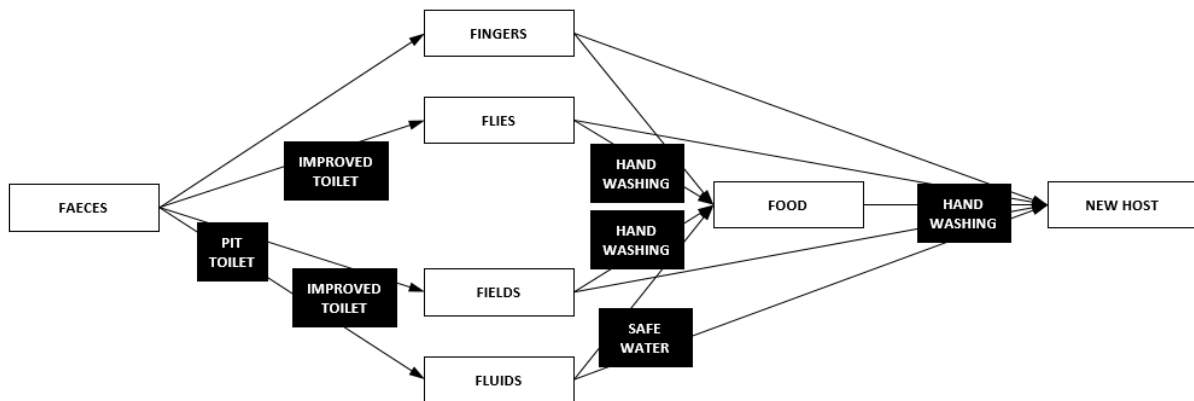 FINGERS
FLIES
IMPROVED
TOILET
HAND
WASHING
FAECES
FOOD
HAND
WASHING
NEW HOST
PIT
TOILET
HAND
WASHING
IMPROVED
TOILET
FIELDS
SAFE
WATER
FLUIDS